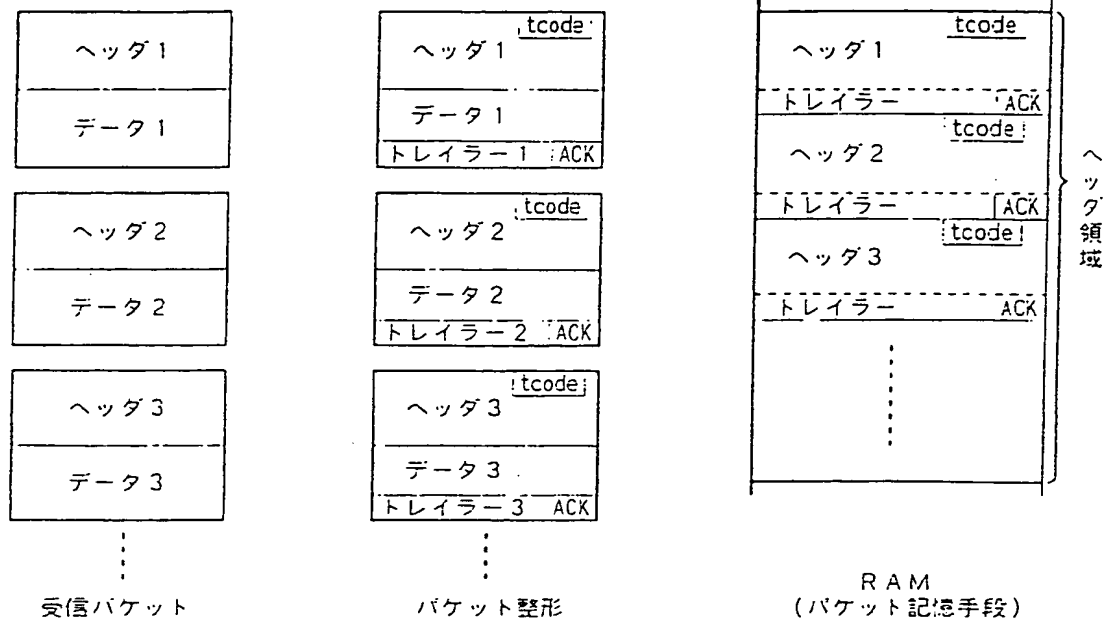 tcode
ヘッダ1
データ1
ヘッダ2
データ2
ヘッダ3
データ3
受信パケット
tcode
ヘッダ1
データ1
トレイラー1 ACK
tcode
ヘッダ2
データ2
トレイラー2 ACK
tcode
ヘッダ3
データ3
トレイラー3 ACK
パケット整形
ヘッダ1
トレイラー ACK
tcode
ヘッダ2
トレイラー ACK
tcode
ヘッダ3
トレイラー ACK
ヘッダ領域
RAM
(パケット記憶手段)